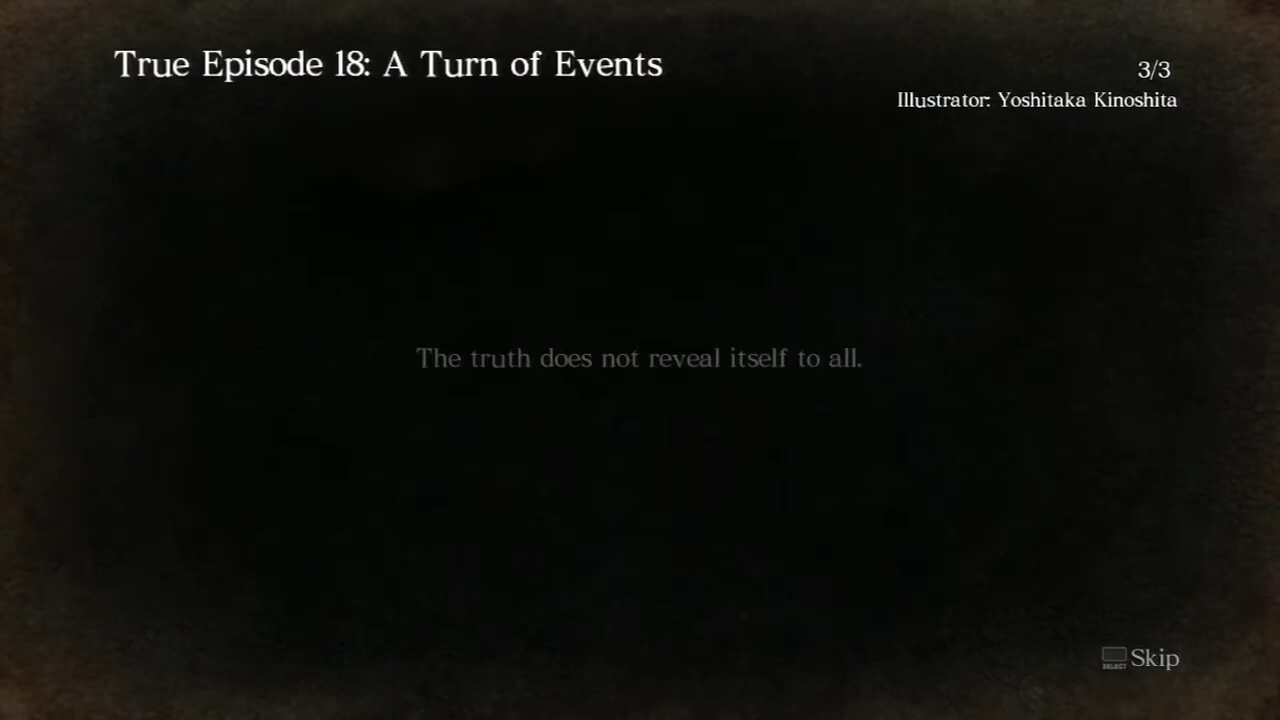 True Episode 18: A Turn of Events
3/3
Illustrator: Yoshitaka Kinoshita
The truth does not reveal itself to all.
SELECT Skip